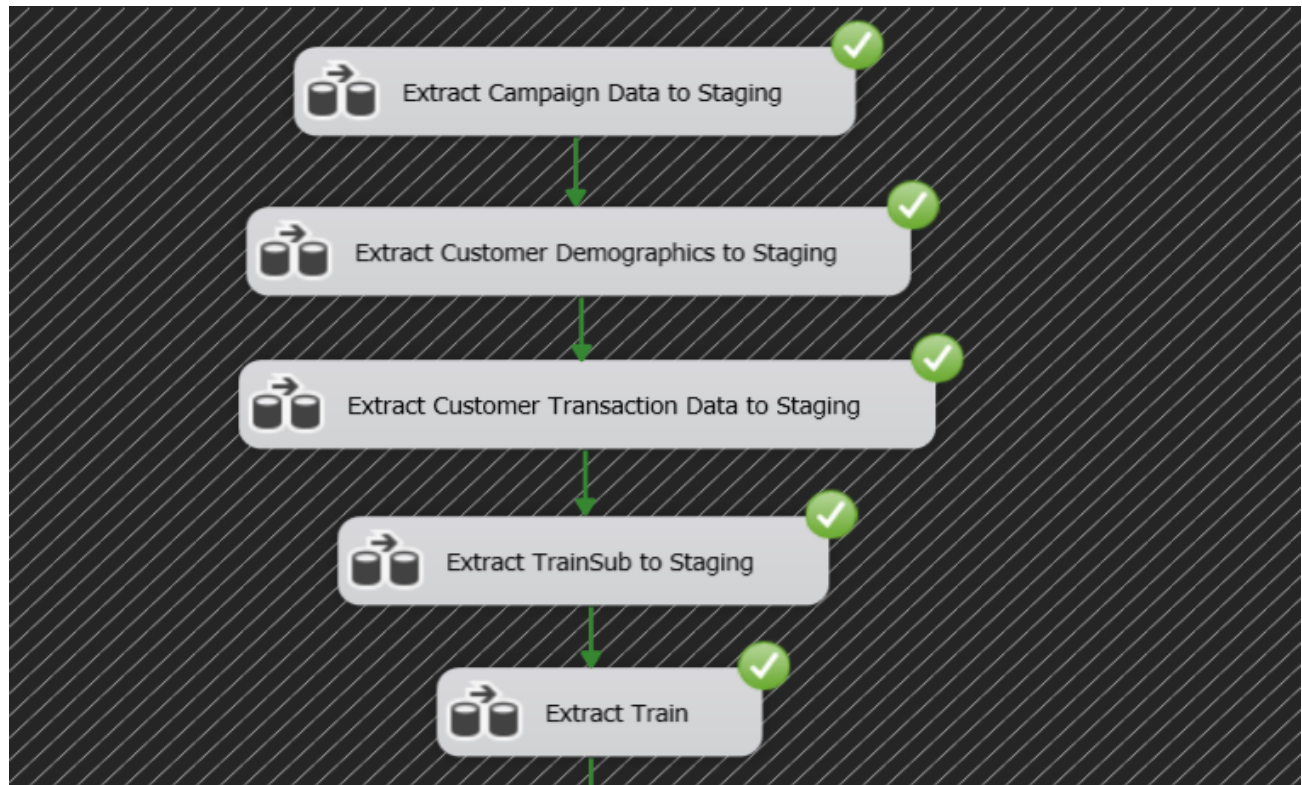 Extract Campaign Data to Staging
Extract Customer Demographics to Staging
Extract Customer Transaction Data to Staging
Extract TrainSub to Staging
Extract Train